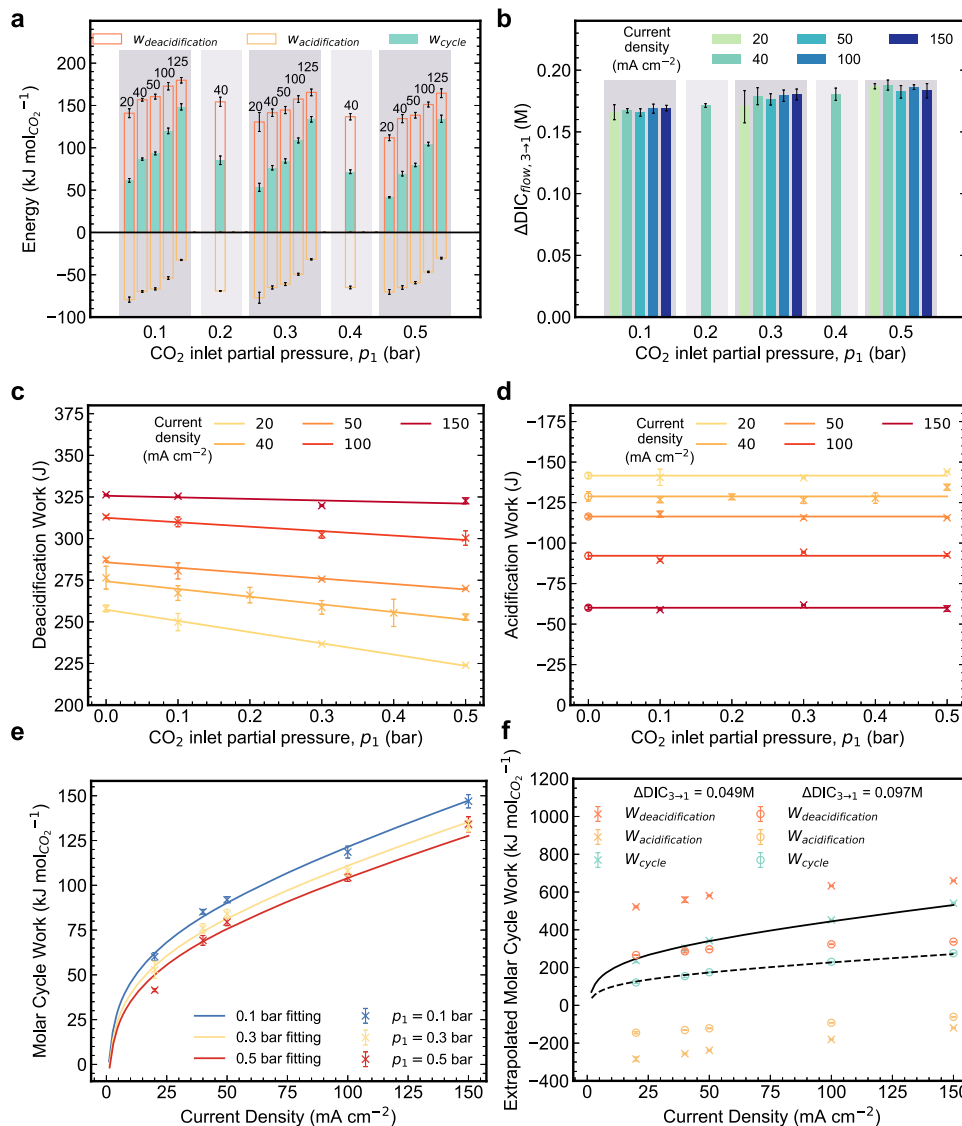 a
w_deacidification w_acidification w_cycle
Energy (kJ mol_CO2^−1)
200
150
100
50
0
−50
−100
20 40 50 100 125
40
20 40 50 100 125
40
20 40 50 100 125
0.1 0.2 0.3 0.4 0.5
CO2 inlet partial pressure, p1 (bar)
b
Current density (mA cm−2)
20 50 150
40 100
ΔDIC_flow, 3→1 (M)
0.20
0.15
0.10
0.05
0.00
0.1 0.2 0.3 0.4 0.5
CO2 inlet partial pressure, p1 (bar)
c
Current density (mA cm−2)
20 50 150
40 100
Deacidification Work (J)
375
350
325
300
275
250
225
200
0.0 0.1 0.2 0.3 0.4 0.5
CO2 inlet partial pressure, p1 (bar)
d
Current density (mA cm−2)
20 50 150
40 100
Acidification Work (J)
−175
−150
−125
−100
−75
−50
−25
0
0.0 0.1 0.2 0.3 0.4 0.5
CO2 inlet partial pressure, p1 (bar)
e
Molar Cycle Work (kJ mol_CO2^−1)
150
125
100
75
50
25
0
0.1 bar fitting p1 = 0.1 bar
0.3 bar fitting p1 = 0.3 bar
0.5 bar fitting p1 = 0.5 bar
0 25 50 75 100 125 150
Current Density (mA cm−2)
f
Extrapolated Molar Cycle Work (kJ mol_CO2^−1)
1200
1000
800
600
400
200
0
−200
−400
ΔDIC3→1 = 0.049M ΔDIC3→1 = 0.097M
W_deacidification W_deacidification
W_acidification W_acidification
W_cycle W_cycle
0 25 50 75 100 125 150
Current Density (mA cm−2)